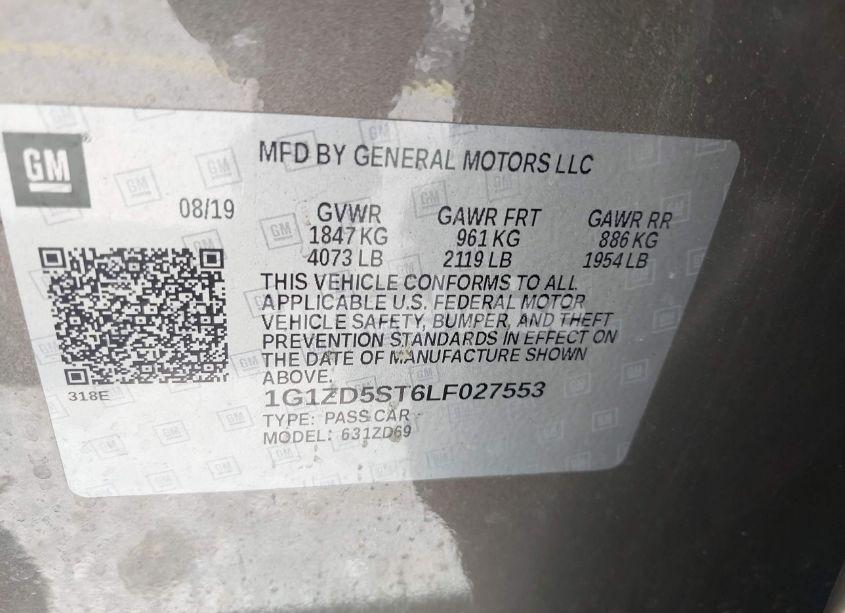 GM
MFD BY GENERAL MOTORS LLC
08/19
GVWR GAWR FRT GAWR RR
1847 KG 961 KG 886 KG
4073 LB 2119 LB 1954 LB
THIS VEHICLE CONFORMS TO ALL
APPLICABLE U.S. FEDERAL MOTOR
VEHICLE SAFETY, BUMPER, AND THEFT
PREVENTION STANDARDS IN EFFECT ON
THE DATE OF MANUFACTURE SHOWN
ABOVE.
318E
1G1ZD5ST6LF027553
TYPE: PASS CAR
MODEL: 631ZD69